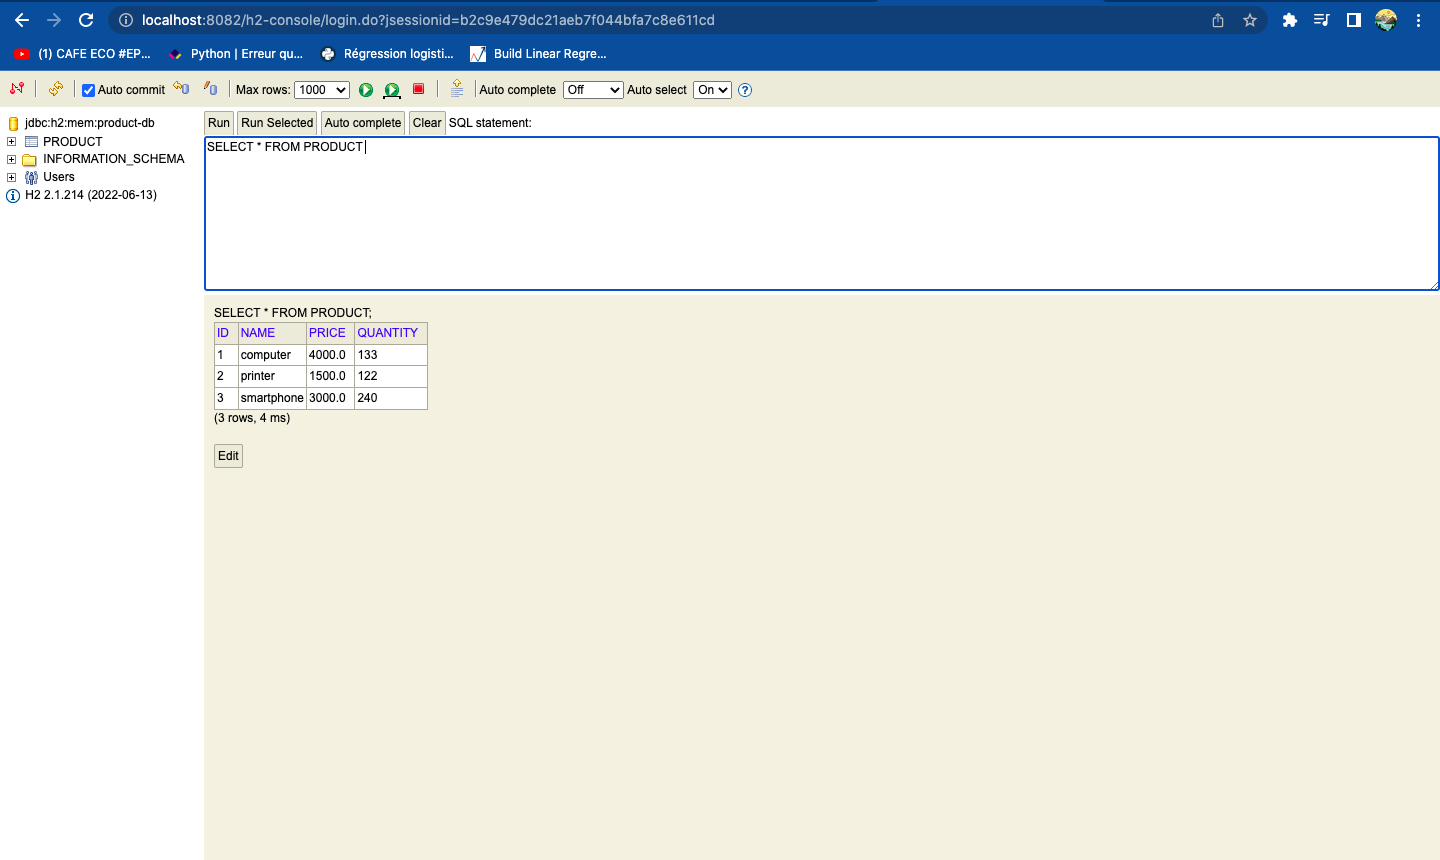 localhost:8082/h2-console/login.do?jsessionid=b2c9e479dc21aeb7f044bfa7c8e611cd
(1) CAFE ECO #EP... Python | Erreur qu... Régression logisti... Build Linear Regre...
Auto commit Max rows: 1000 Auto complete Off Auto select On ?
jdbc:h2:mem:product-db
PRODUCT
INFORMATION_SCHEMA
Users
H2 2.1.214 (2022-06-13)
Run Run Selected Auto complete Clear SQL statement:
SELECT * FROM PRODUCT
SELECT * FROM PRODUCT;
ID NAME PRICE QUANTITY
1 computer 4000.0 133
2 printer 1500.0 122
3 smartphone 3000.0 240
(3 rows, 4 ms)
Edit